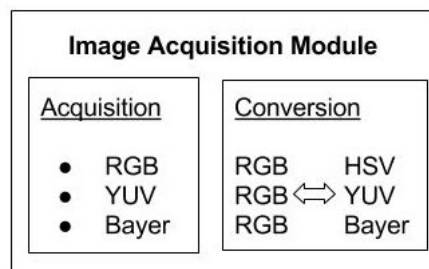 Image Acquisition Module
Acquisition
● RGB
● YUV
● Bayer
Conversion
RGB HSV
RGB ⇔ YUV
RGB Bayer